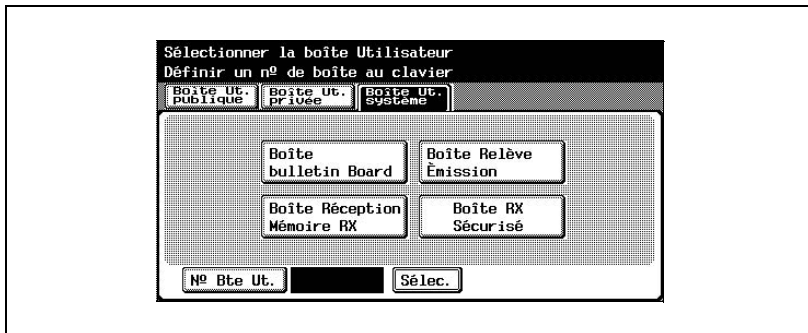 Sélectionner la boîte Utilisateur
Définir un nº de boîte au clavier
Boîte Ut. Boîte Ut. Boîte Ut.
publique privée système
Boîte Boîte Relève
bulletin Board Èmission
Boîte Réception Boîte RX
Mémoire RX Sécurisé
Nº Bte Ut. Sélec.